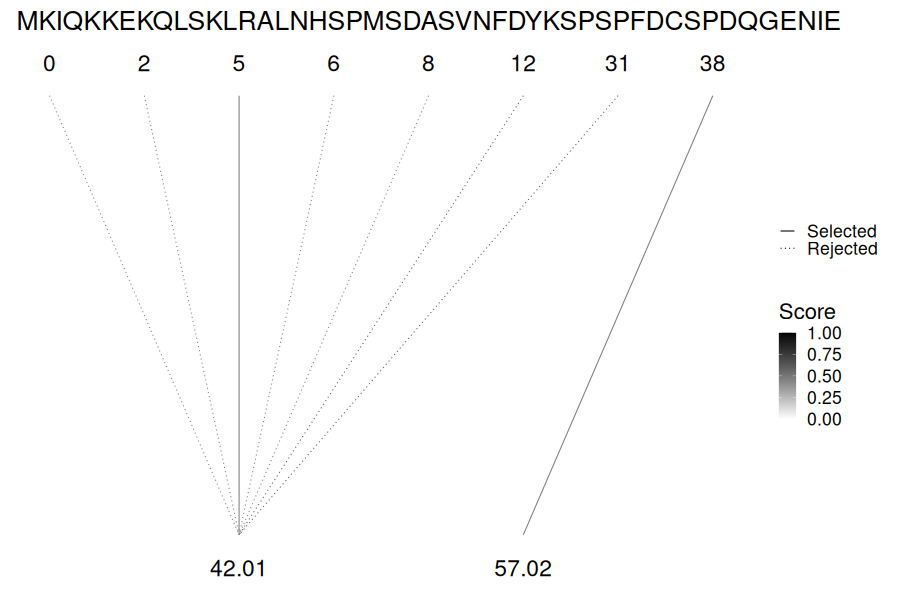 MKIQKKEKQLSKLRALNHSPMSDASVNFDYKSPSPFDCSPDQGENIE
0 2 5 6 8 12 31 38
Selected
Rejected
Score
1.00
0.75
0.50
0.25
0.00
42.01 57.02